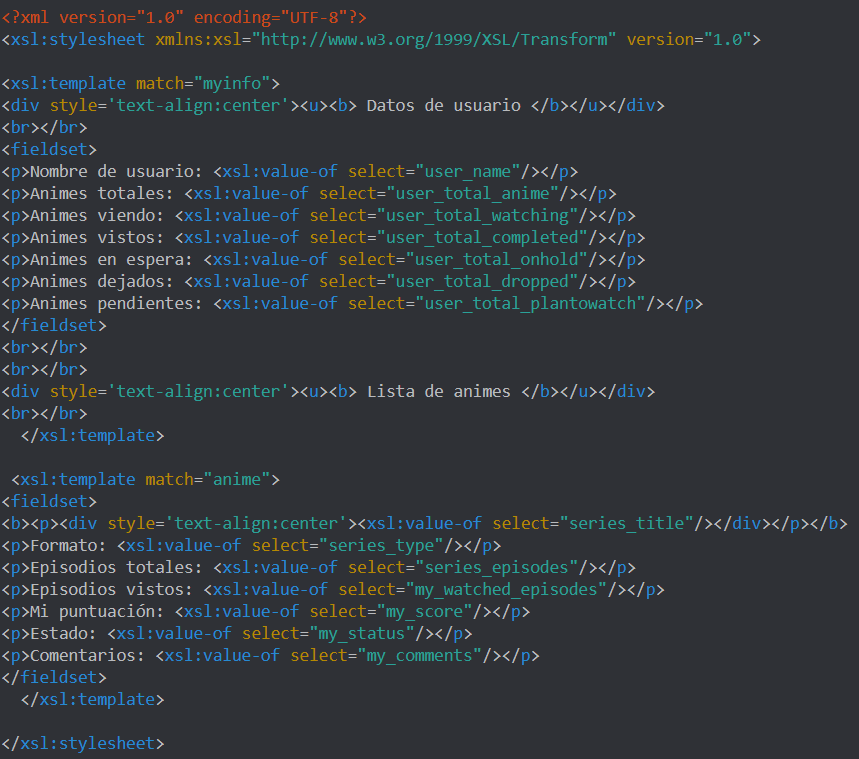 <?xml version="1.0" encoding="UTF-8"?>
<xsl:stylesheet xmlns:xsl="http://www.w3.org/1999/XSL/Transform" version="1.0">
<xsl:template match="myinfo">
<div style='text-align:center'><u><b> Datos de usuario </b></u></div>
<br></br>
<fieldset>
<p>Nombre de usuario: <xsl:value-of select="user_name"/></p>
<p>Animes totales: <xsl:value-of select="user_total_anime"/></p>
<p>Animes viendo: <xsl:value-of select="user_total_watching"/></p>
<p>Animes vistos: <xsl:value-of select="user_total_completed"/></p>
<p>Animes en espera: <xsl:value-of select="user_total_onhold"/></p>
<p>Animes dejados: <xsl:value-of select="user_total_dropped"/></p>
<p>Animes pendientes: <xsl:value-of select="user_total_plantowatch"/></p>
</fieldset>
<br></br>
<br></br>
<div style='text-align:center'><u><b> Lista de animes </b></u></div>
<br></br>
  </xsl:template>
 <xsl:template match="anime">
<fieldset>
<b><p><div style='text-align:center'><xsl:value-of select="series_title"/></div></p></b>
<p>Formato: <xsl:value-of select="series_type"/></p>
<p>Episodios totales: <xsl:value-of select="series_episodes"/></p>
<p>Episodios vistos: <xsl:value-of select="my_watched_episodes"/></p>
<p>Mi puntuación: <xsl:value-of select="my_score"/></p>
<p>Estado: <xsl:value-of select="my_status"/></p>
<p>Comentarios: <xsl:value-of select="my_comments"/></p>
</fieldset>
  </xsl:template>
</xsl:stylesheet>